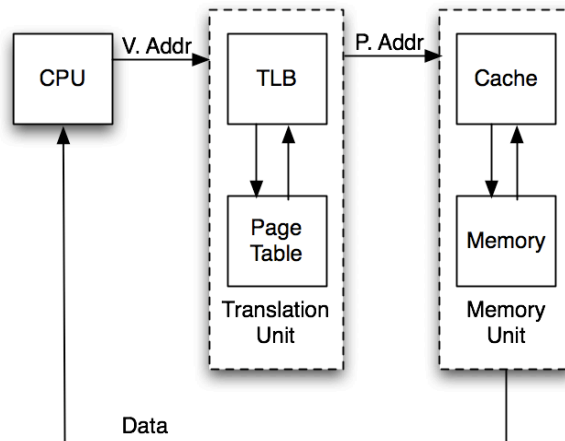 V. Addr
P. Addr
CPU
TLB
Cache
Page
Table
Memory
Translation
Unit
Memory
Unit
Data